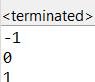 <terminated>
-1
0
1